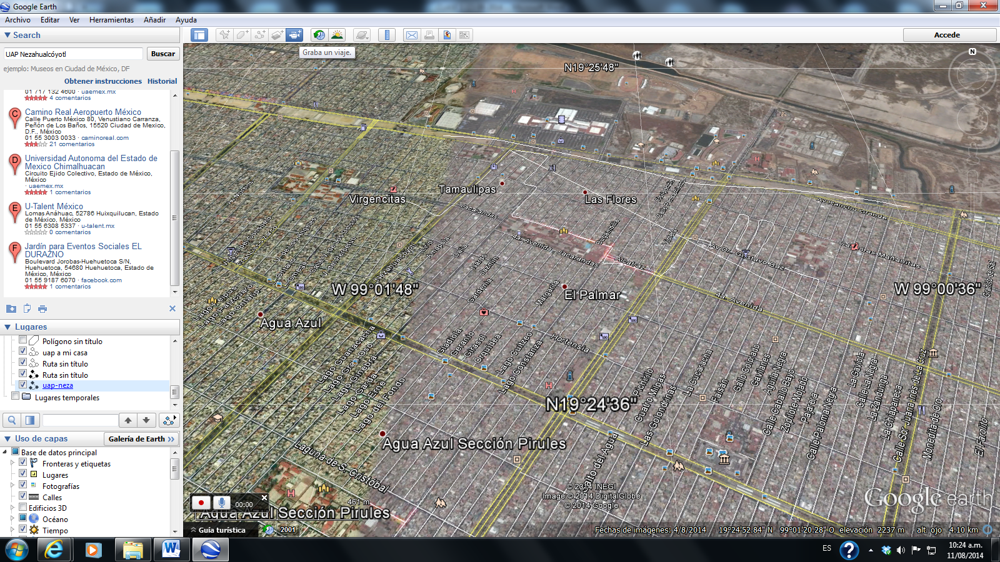 Google Earth
Archivo Editar Ver Herramientas Añadir Ayuda
Search
UAP Nezahualcóyotl
Buscar
ejemplo: Museos en Ciudad de México, DF
Obtener instrucciones Historial
01 717 132 4600 · uaemex.mx
4 comentarios
C
Camino Real Aeropuerto México
Calle Puerto México 80, Venustiano Carranza,
Peñón de Los Baños, 15520 Ciudad de Mexico,
D.F., México
01 55 3003 0033 · caminoreal.com
21 comentarios
D
Universidad Autonoma del Estado de
Mexico Chimalhuacan
Circuito Ejido Colectivo, Estado de México,
México
· uaemex.mx
1 comentarios
E
U-Talent México
Lomas Anáhuac, 52786 Huixquilucan, Estado
de México, México
01 55 6308 5337 · u-talent.mx
0 comentarios
F
Jardín para Eventos Sociales EL
DURAZNO
Boulevard Jorobas-Huehuetoca S/N,
Huehuetoca, 54680 Huehuetoca, Estado de
México, México
01 55 9187 6070 · facebook.com
1 comentarios
Lugares
Polígono sin título
uap a mi casa
Ruta sin título
Ruta sin título
uap-neza
Lugares temporales
Uso de capas
Galería de Earth
Base de datos principal
Fronteras y etiquetas
Lugares
Fotografías
Calles
Edificios 3D
Océano
Tiempo
Graba un viaje.
Accede
N
N19°25'48"
Tamaulipas
Virgencitas
Las Flores
Av Rancho Grande
Jacarandas
4a. Avenida - Jacarandas
Alcatraz
Av Dr. Gustavo Baz
Calle Las Mañanitas
W 99°01'48"
W 99°00'36"
El Palmar
4a. Avenida
Agua Azul
Nezahualcóyotl
Dalia
Nardo
Gardenia
Margarita
Hortensia
Gladiola
Geranio
Girasol
Orquídea
Lago Cuitzeo
Lago Constanza
Lago Guanacacha
Lago Ginebra
Lago Garda
Lago Erne
Lago del Fondo
N19°24'36"
Pichirilo
Cuatro Milpas
Las Golondrinas
La Cucaracha
Faisán
Gallo Colorado
Gavilanes
Aguila Negra
Calle Caballo Bayo
Zopilote Mojado
Palarea
Calle Paloma Negra
La Gaviola
Calle La Negra
La Zandunga
La Chiapaneca
Calle Sor Juana Inés de La Cruz
Monedita de Oro
El Farolito
Agua Azul Sección Pirules
Laguna de S. Cristóbal
© 2014 INEGI
Image © 2014 DigitalGlobe
© 2014 Google
Google earth
00:00
461 m
Agua Azul Sección Pirules
Guía turística
2001
Fechas de imágenes: 4/8/2014 19°24'52.84" N 99°01'20.28" O elevación 2237 m alt. ojo 4.10 km
ES
10:24 a.m.
11/08/2014